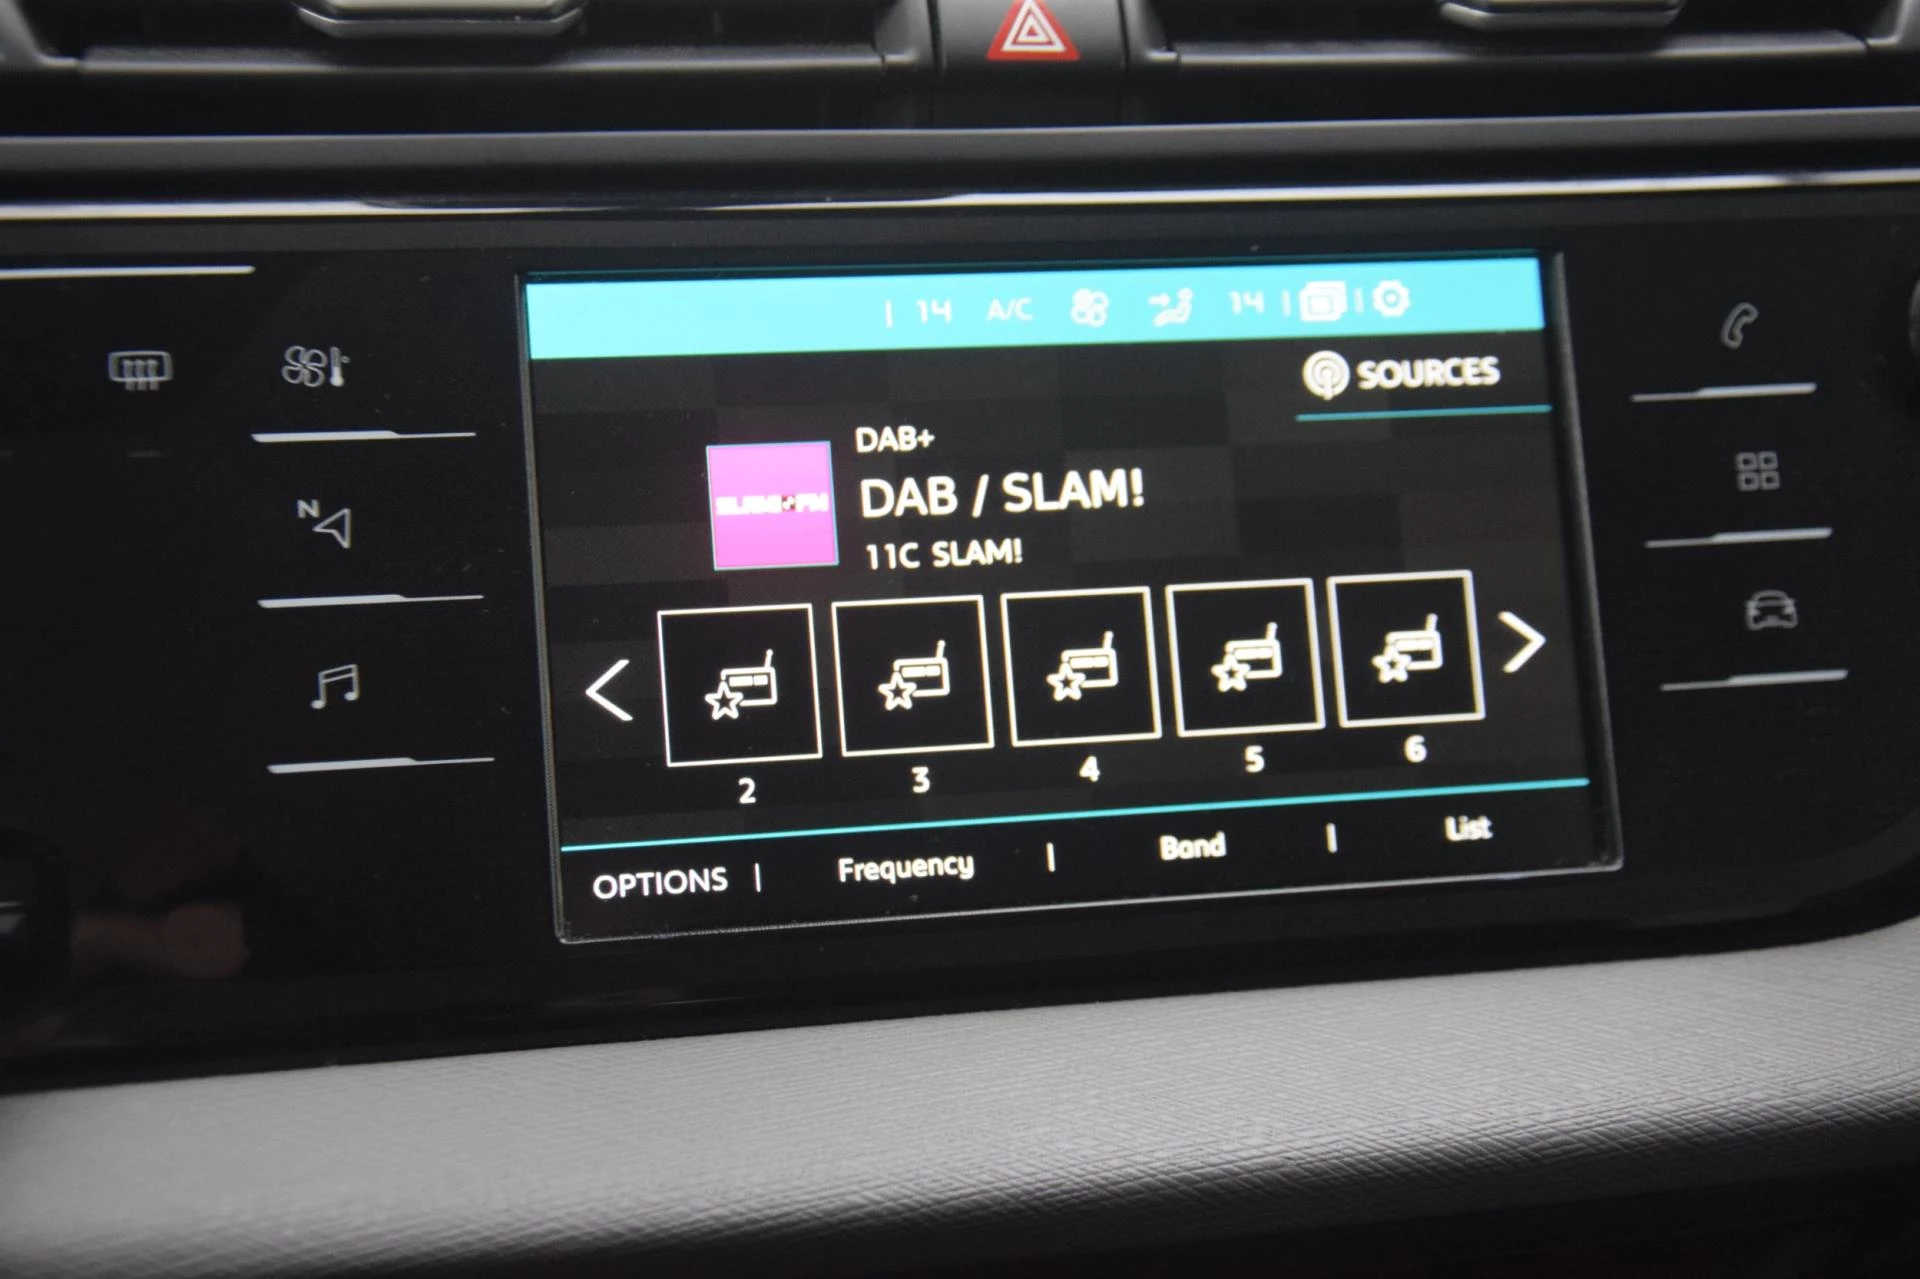 14 A/C 14
SOURCES
DAB+
DAB / SLAM!
11C SLAM!
N
2 3 4 5 6
OPTIONS | Frequency | Band | List